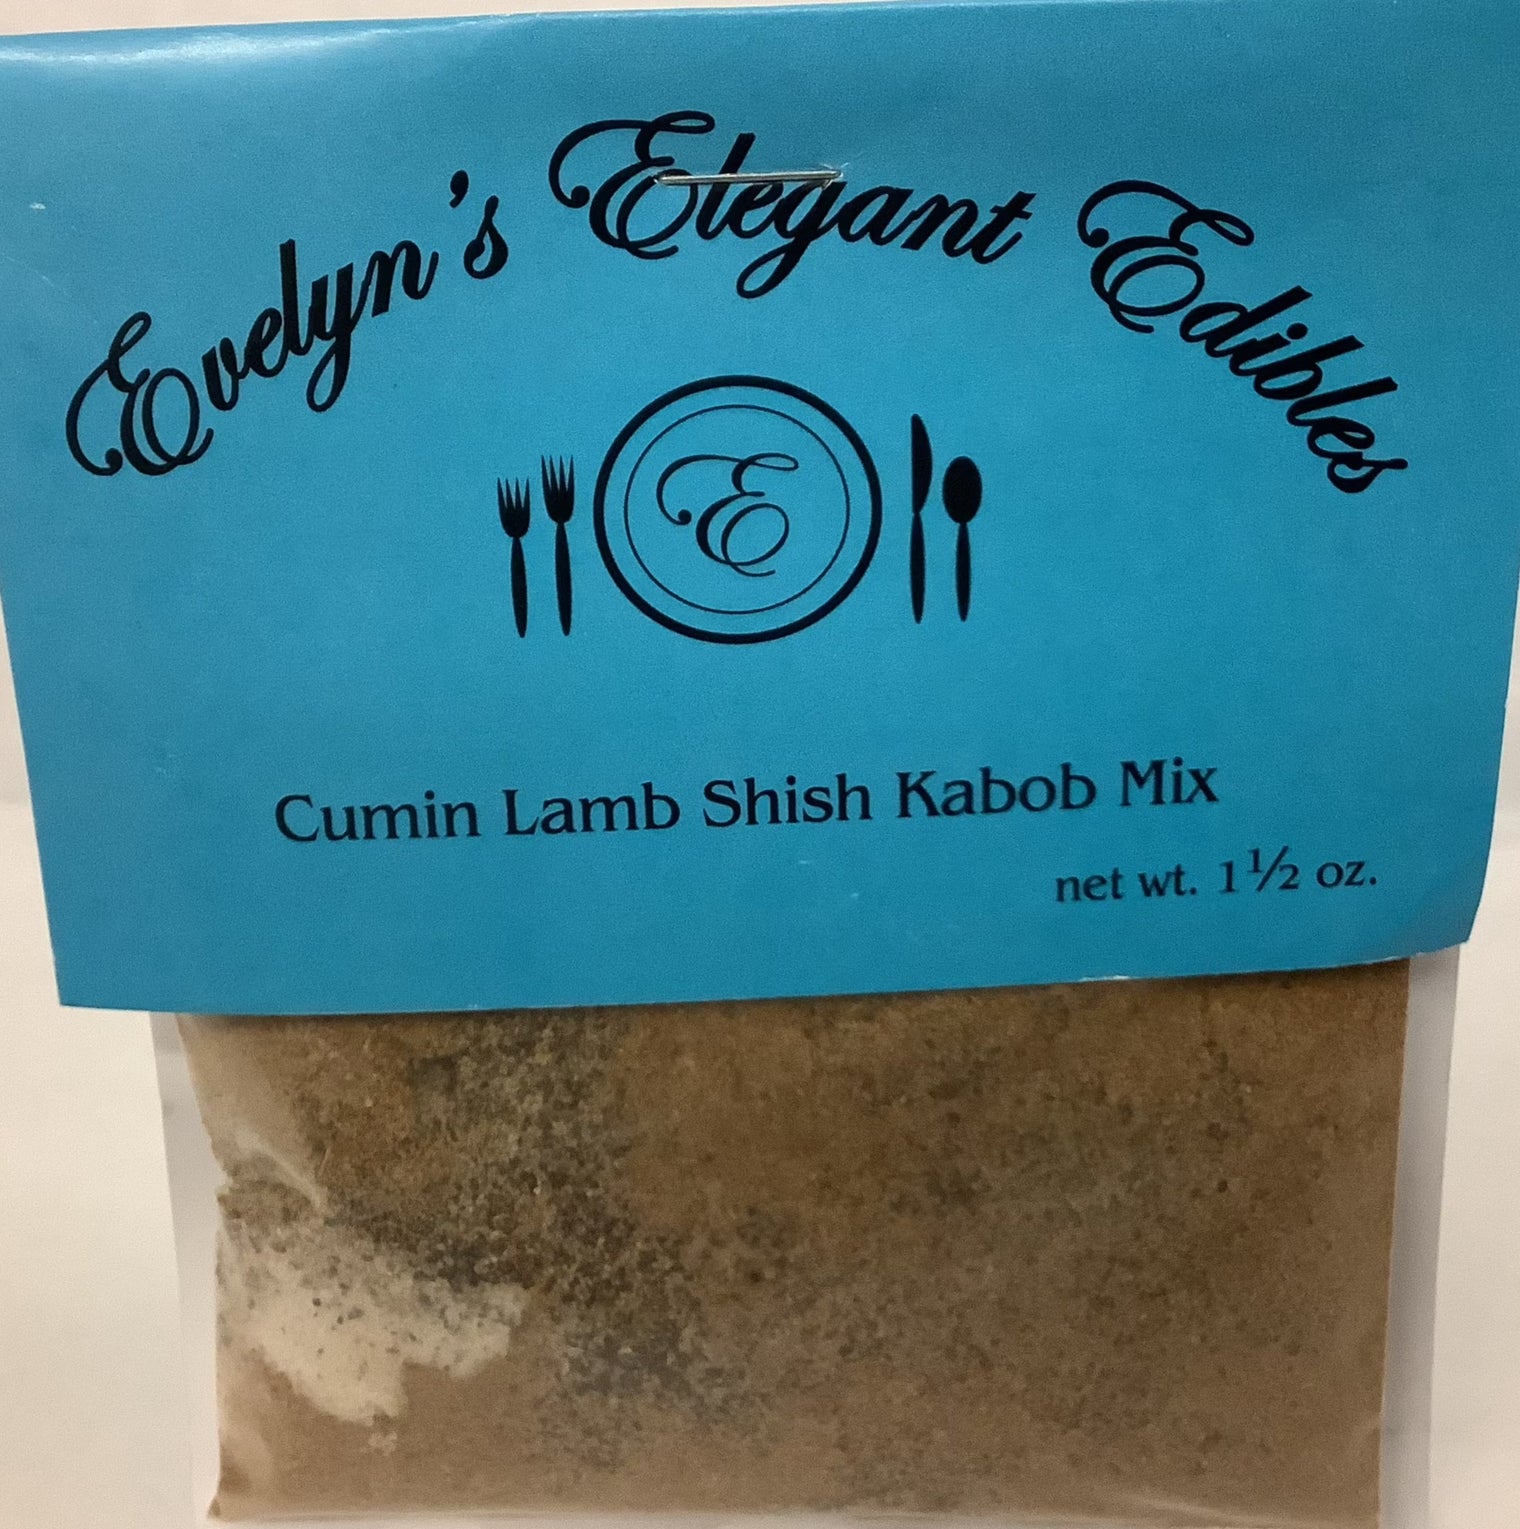 Evelyn's Elegant Edibles
E
Cumin Lamb Shish Kabob Mix
net wt. 1½ oz.